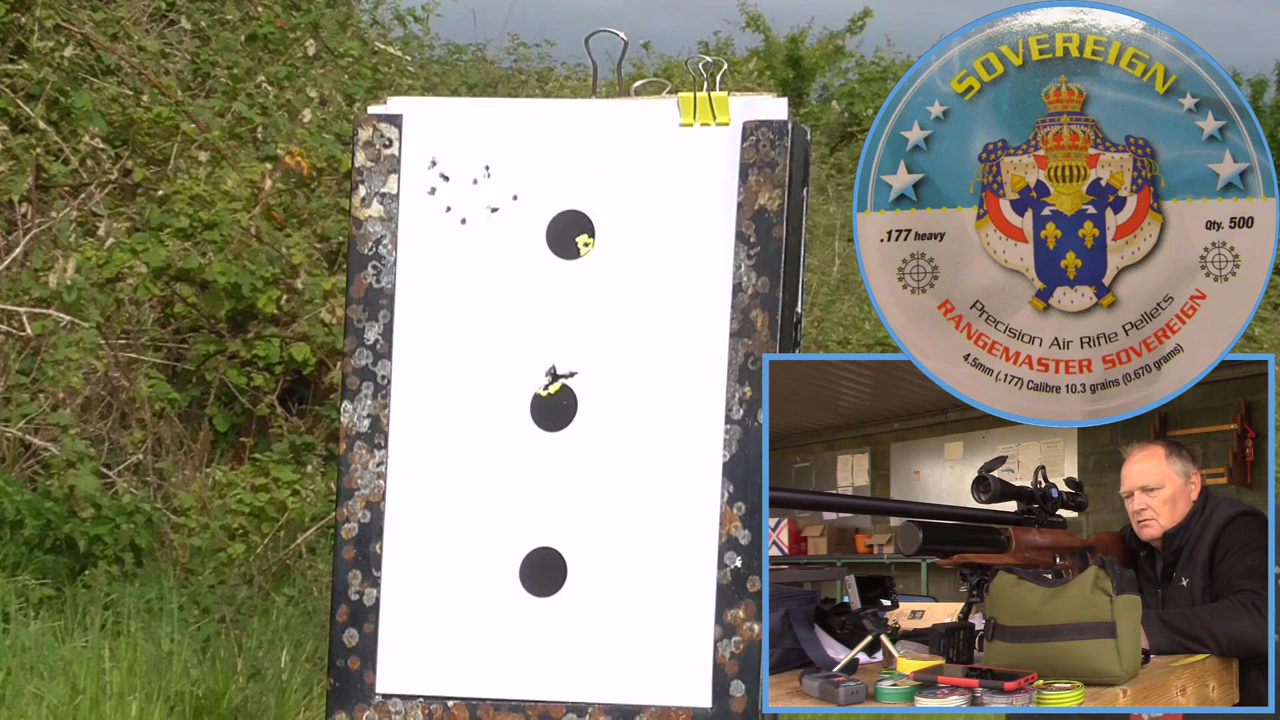 SOVEREIGN
.177 heavy
Qty. 500
Precision Air Rifle Pellets
RANGEMASTER SOVEREIGN
4.5mm (.177) Calibre 10.3 grains (0.670 grams)